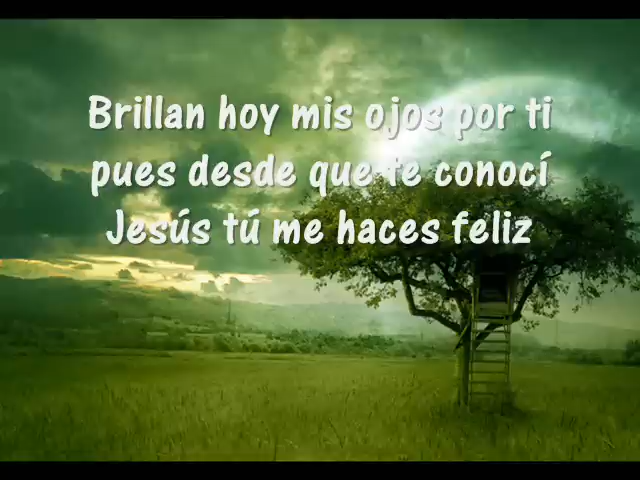 Brillan hoy mis ojos por ti
pues desde que te conocí
Jesús tú me haces feliz